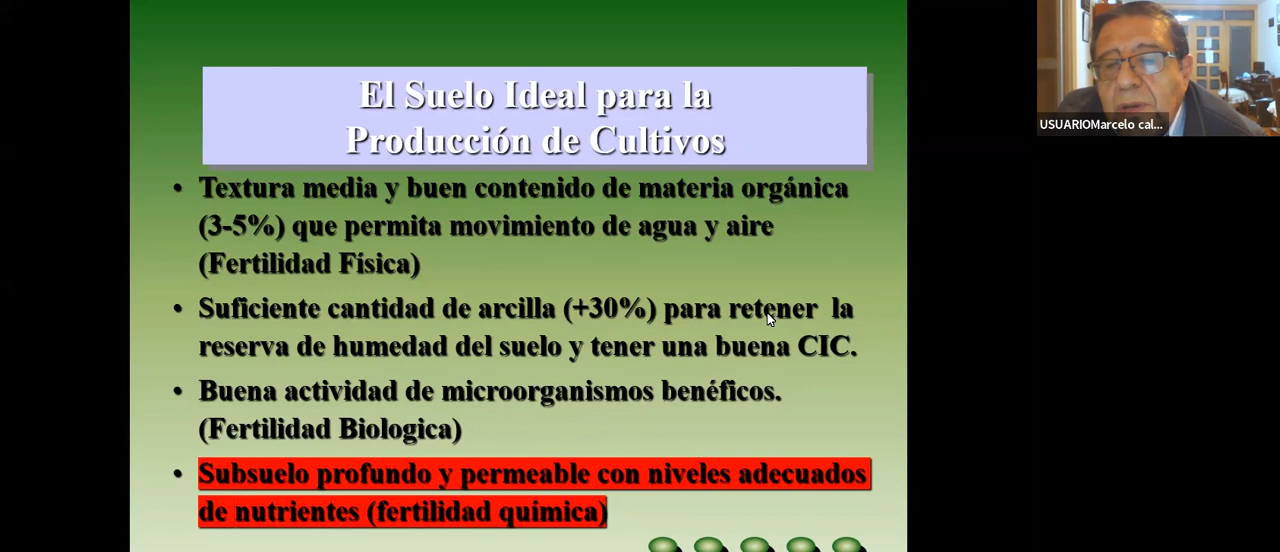 El Suelo Ideal para la
Producción de Cultivos
• Textura media y buen contenido de materia orgánica
(3-5%) que permita movimiento de agua y aire
(Fertilidad Física)
• Suficiente cantidad de arcilla (+30%) para retener la
reserva de humedad del suelo y tener una buena CIC.
• Buena actividad de microorganismos benéficos.
(Fertilidad Biologica)
• Subsuelo profundo y permeable con niveles adecuados
de nutrientes (fertilidad química)
USUARIOMarcelo cal...